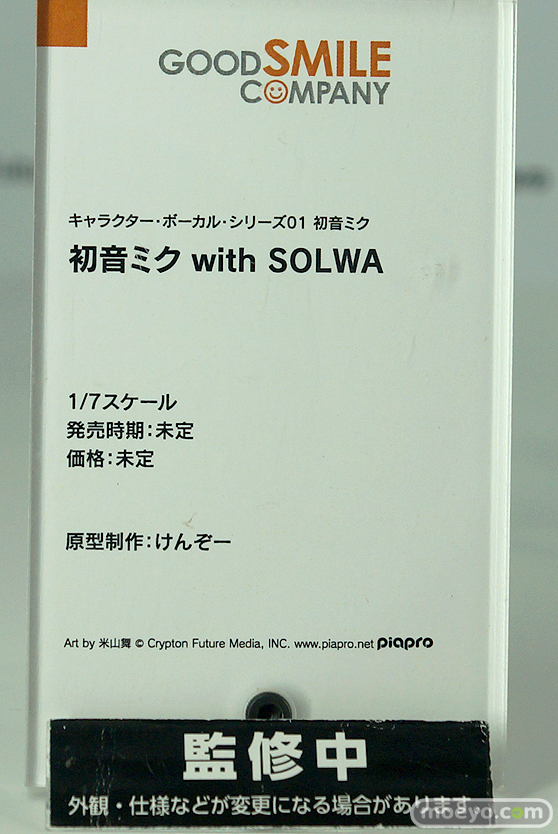 GOODSMILE
COMPANY
キャラクター・ボーカル・シリーズ01 初音ミク
初音ミク with SOLWA
1/7スケール
発売時期：未定
価格：未定
原型制作：けんぞー
Art by 米山舞 © Crypton Future Media, INC. www.piapro.net piapro
監修中
外観・仕様などが変更になる場合があります
moeyo.com